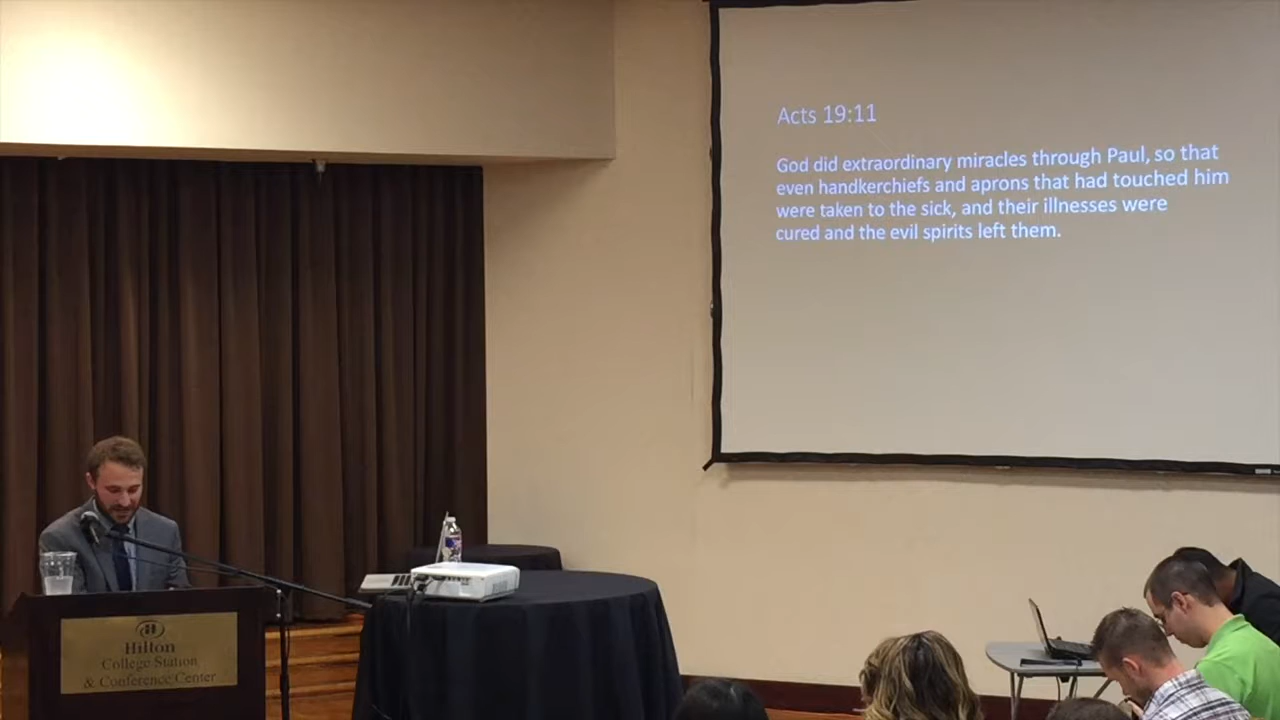 Acts 19:11
God did extraordinary miracles through Paul, so that
even handkerchiefs and aprons that had touched him
were taken to the sick, and their illnesses were
cured and the evil spirits left them.
Hilton
College Station
& Conference Center